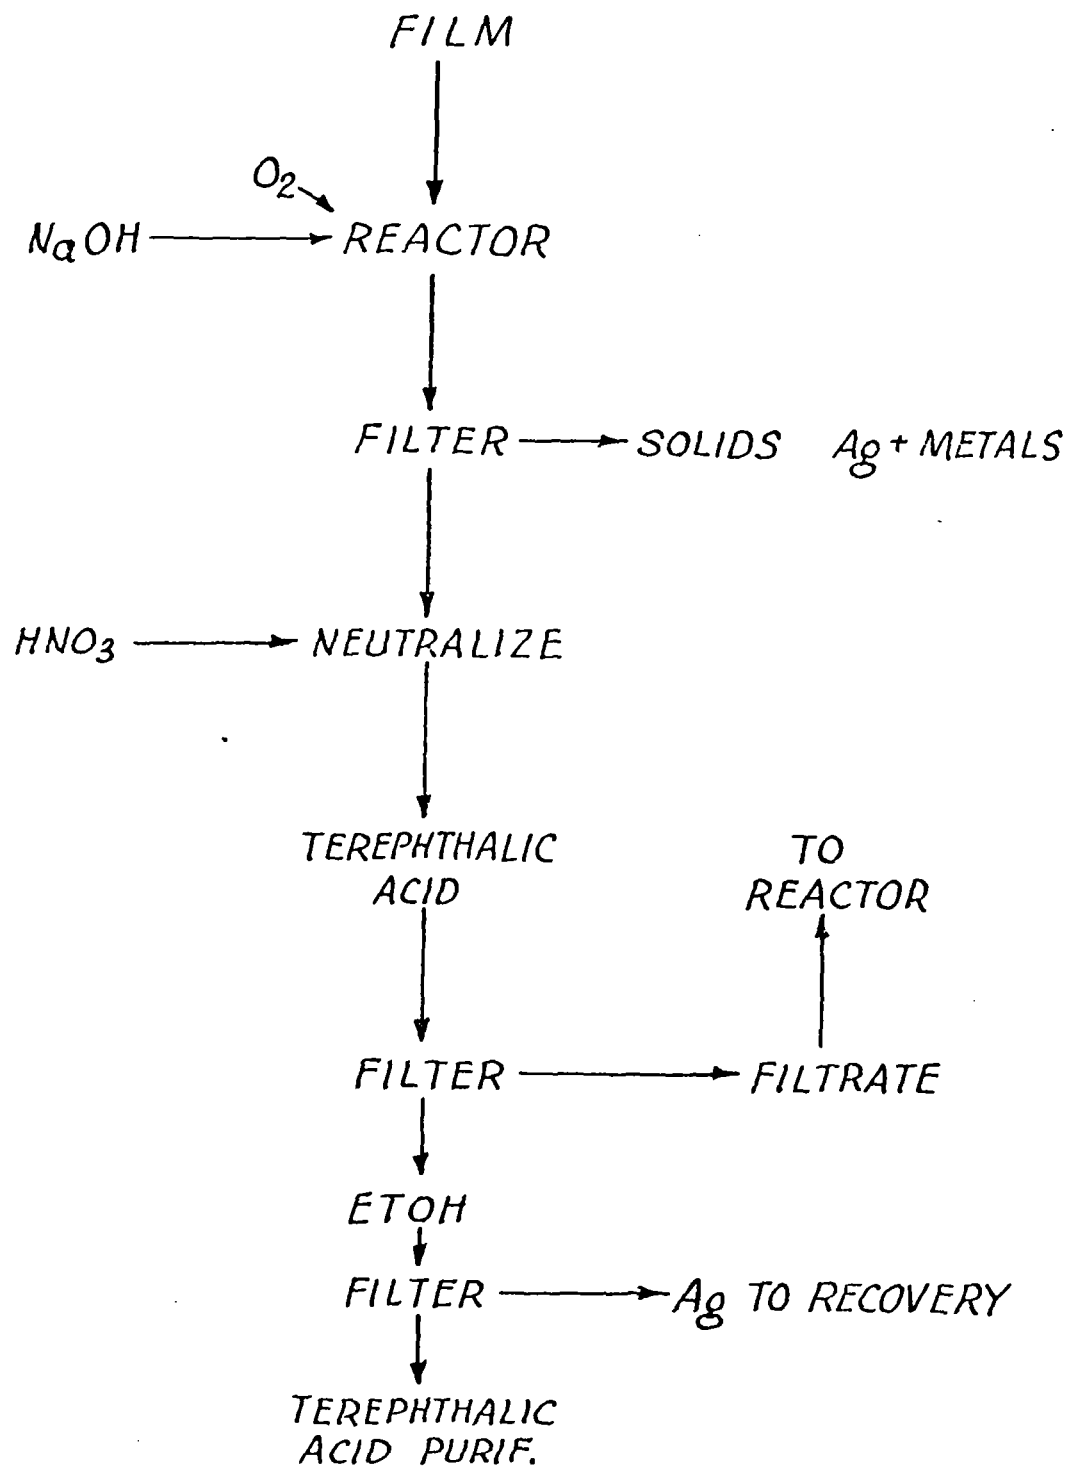 FILM
O2
NaOH REACTOR
FILTER SOLIDS Ag + METALS
HNO3 NEUTRALIZE
TEREPHTHALIC
ACID
TO
REACTOR
FILTER FILTRATE
ETOH
FILTER Ag TO RECOVERY
TEREPHTHALIC
ACID PURIF.